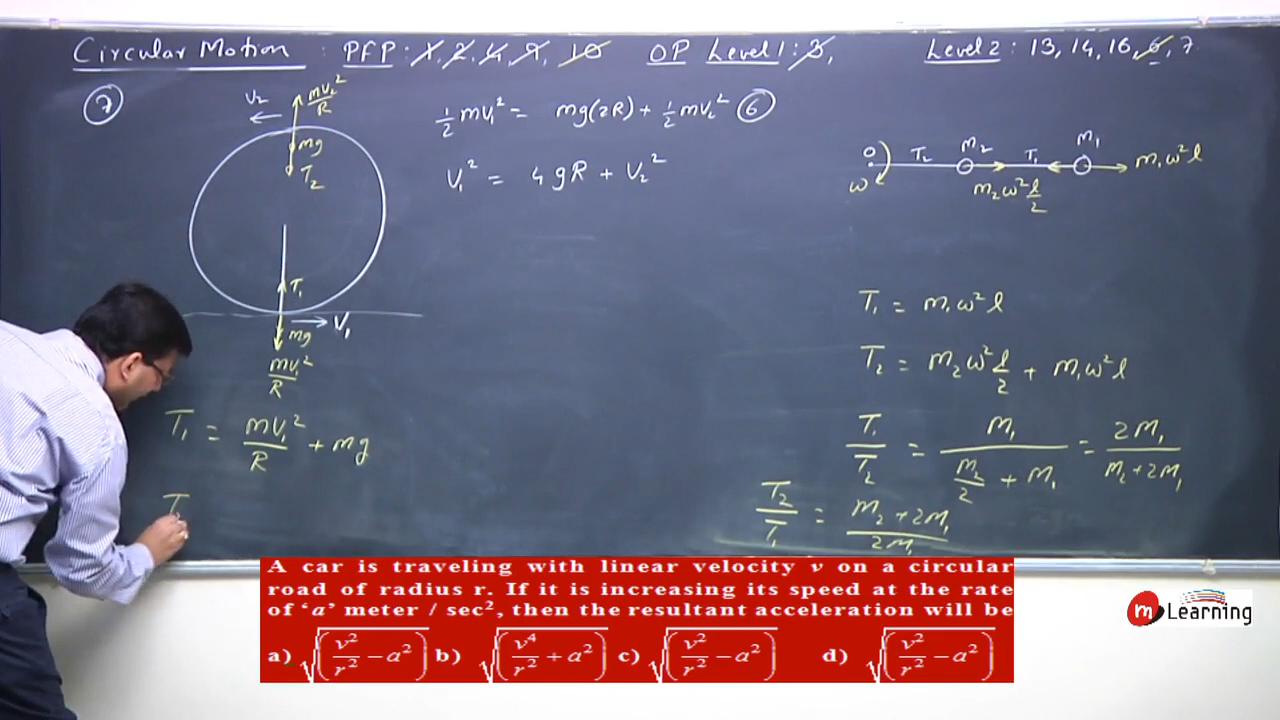 Circular Motion : PFP : 1, 2, 4, 9, 10 OP Level 1 : 3, Level 2 : 13, 14, 16, 6, 7
7
V₂
mv₂²/R
mg
T₂
T₁
V₁
mg
mv₁²/R
T₁ = mv₁²/R + mg
T
½mv₁² = mg(2R) + ½mv₂²
V₁² = 4gR + V₂²
6
O T₂ M₂ T₁ M₁ M₁ω²l
ω M₂ω²l/2
T₁ = M₁ω²l
T₂ = M₂ω²l/2 + M₁ω²l
T₁/T₂ = M₁/(M₂/2 + M₁) = 2M₁/(M₂+2M₁)
T₂/T₁ = (M₂+2M₁)/2M₁
A car is traveling with linear velocity v on a circular
road of radius r. If it is increasing its speed at the rate
of ‘a’ meter / sec², then the resultant acceleration will be
a) √(v²/r² − a²) b) √(v⁴/r² + a²) c) √(v²/r² − a²) d) √(v²/r² − a²)
m Learning